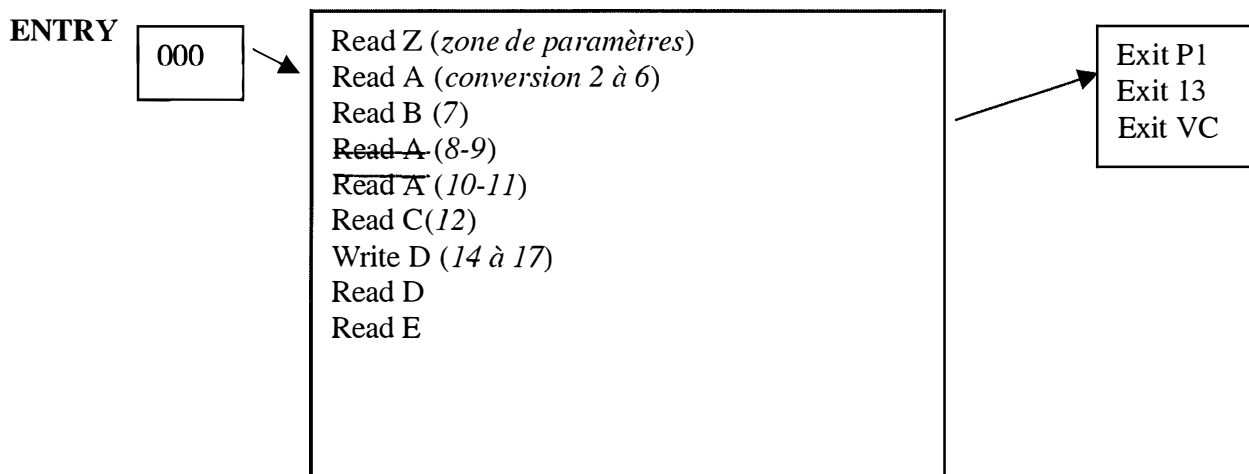 ENTRY
000
Read Z (zone de paramètres)
Read A (conversion 2 à 6)
Read B (7)
Read A (8-9)
Read A (10-11)
Read C(12)
Write D (14 à 17)
Read D
Read E
Exit P1
Exit 13
Exit VC